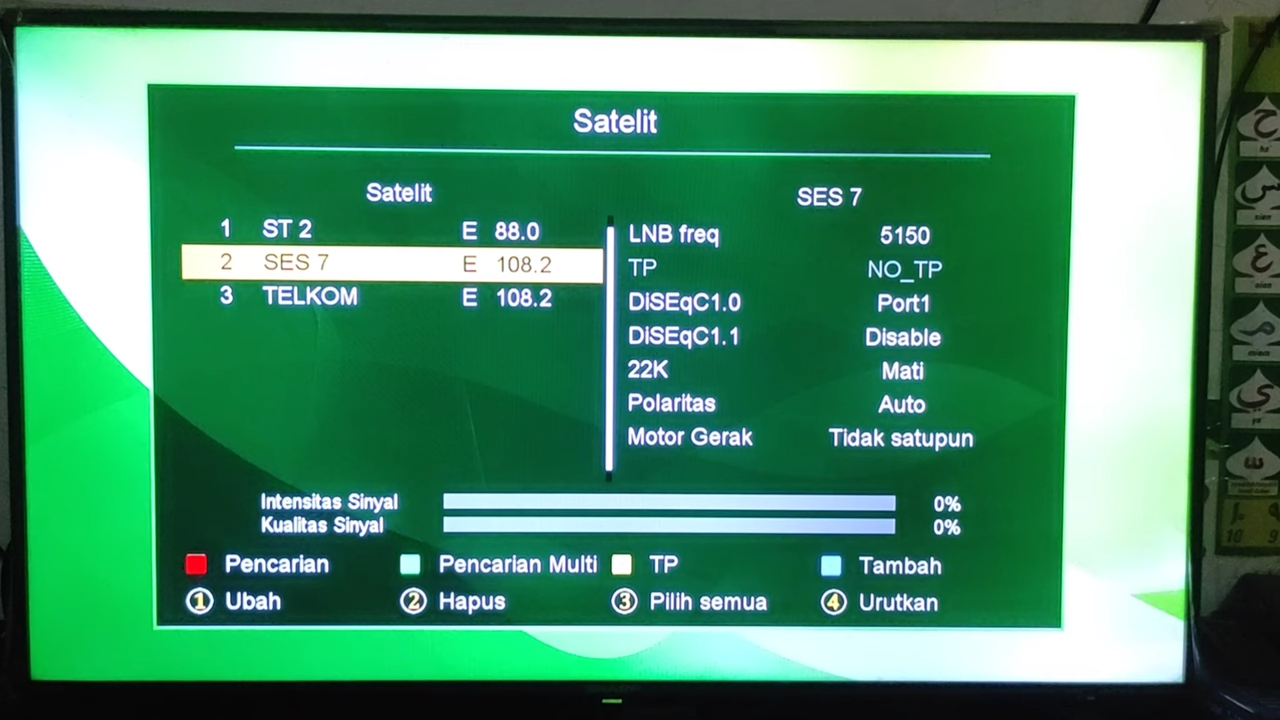 Satelit
Satelit
1 ST 2 E 88.0
2 SES 7 E 108.2
3 TELKOM E 108.2
SES 7
LNB freq 5150
TP NO_TP
DiSEqC1.0 Port1
DiSEqC1.1 Disable
22K Mati
Polaritas Auto
Motor Gerak Tidak satupun
Intensitas Sinyal 0%
Kualitas Sinyal 0%
Pencarian Pencarian Multi TP Tambah
1 Ubah 2 Hapus 3 Pilih semua 4 Urutkan
ح
ha
س
ع
م
ي
10 9